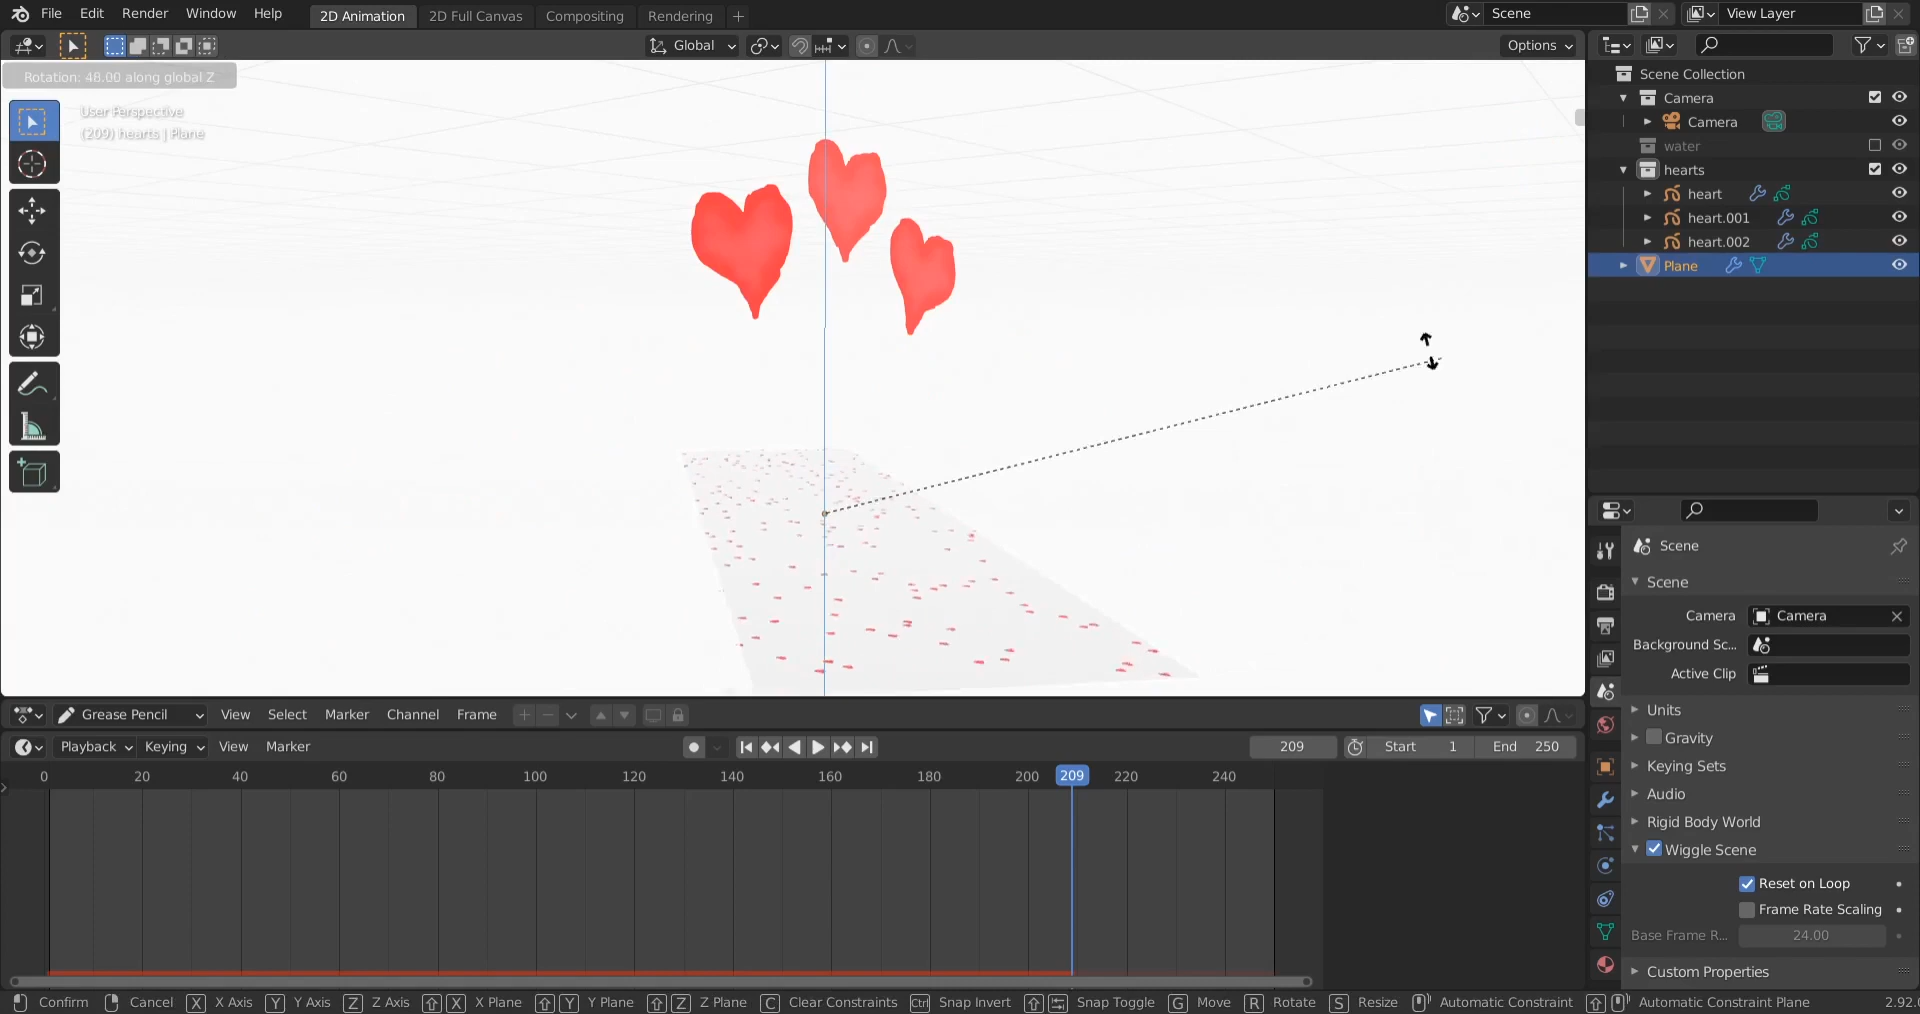 File Edit Render Window Help 2D Animation 2D Full Canvas Compositing Rendering + Scene View Layer
Global Options
Rotation: 48.00 along global Z
User Perspective
(209) hearts | Plane
Scene Collection
Camera
Camera
water
hearts
heart
heart.001
heart.002
Plane
Scene
Scene
Camera Camera
Background Sc...
Active Clip
Units
Gravity
Keying Sets
Audio
Rigid Body World
Wiggle Scene
Reset on Loop
Frame Rate Scaling
Base Frame R... 24.00
Custom Properties
Grease Pencil View Select Marker Channel Frame
Playback Keying View Marker 209 Start 1 End 250
0 20 40 60 80 100 120 140 160 180 200 209 220 240
Confirm Cancel X X Axis Y Y Axis Z Z Axis X X Plane Y Y Plane Z Z Plane C Clear Constraints Ctrl Snap Invert Snap Toggle G Move R Rotate S Resize Automatic Constraint Automatic Constraint Plane 2.92.0